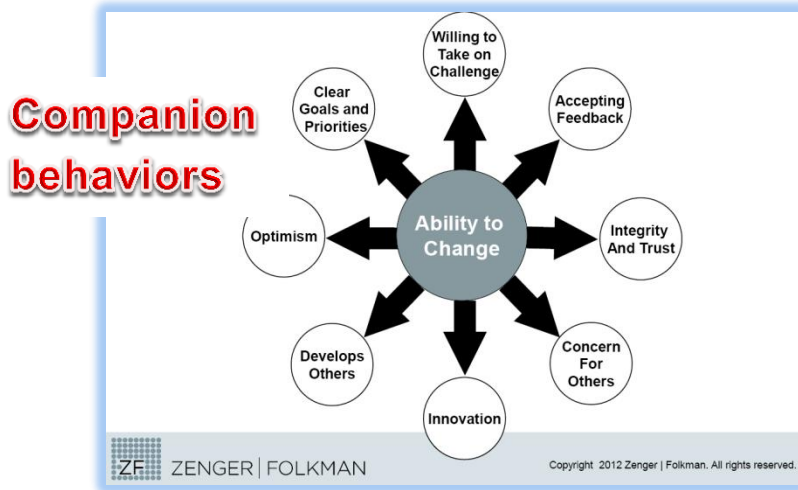 Companion
behaviors
Willing to
Take on
Challenge
Accepting
Feedback
Integrity
And Trust
Concern
For
Others
Innovation
Develops
Others
Optimism
Clear
Goals and
Priorities
Ability to
Change
ZF ZENGER | FOLKMAN
Copyright 2012 Zenger | Folkman. All rights reserved.